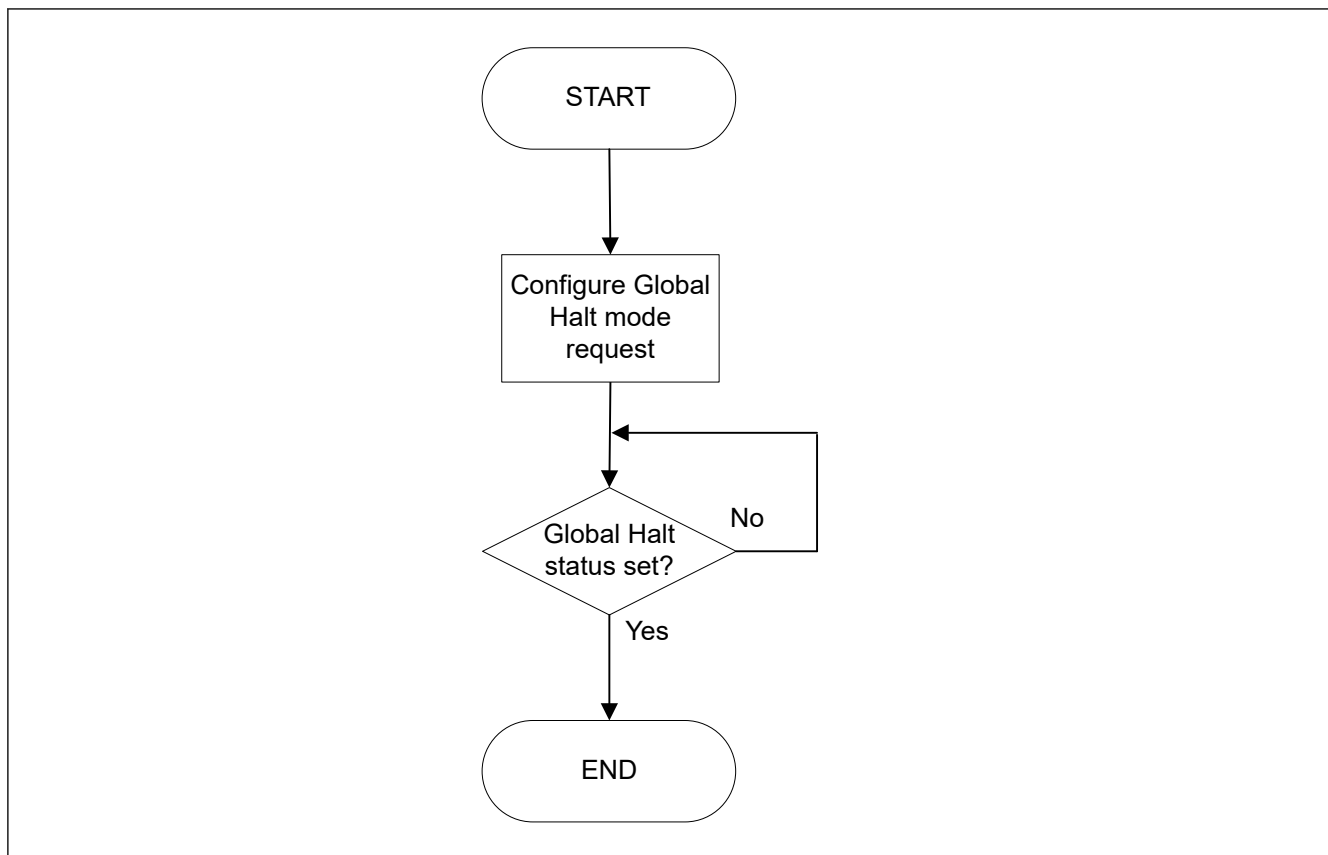 START
Configure Global
Halt mode
request
Global Halt
status set?
No
Yes
END